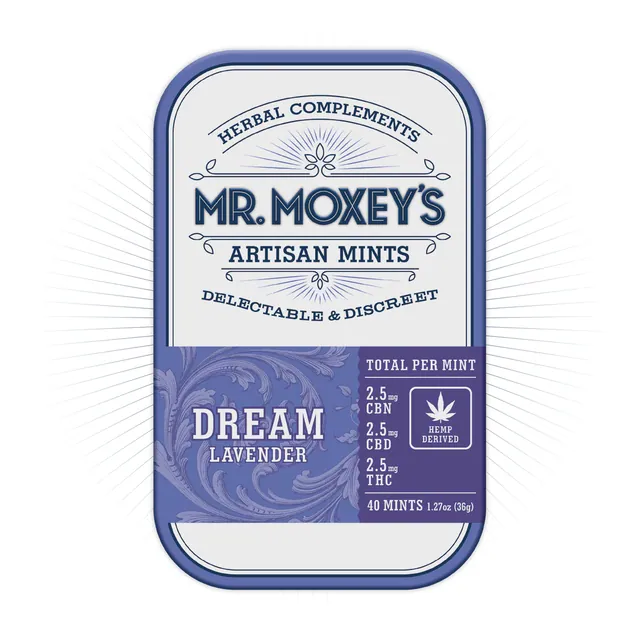 HERBAL COMPLEMENTS
MR. MOXEY'S
ARTISAN MINTS
DELECTABLE & DISCREET
DREAM
LAVENDER
TOTAL PER MINT
2.5mg
CBN
2.5mg
CBD
2.5mg
THC
HEMP
DERIVED
40 MINTS 1.27oz (36g)